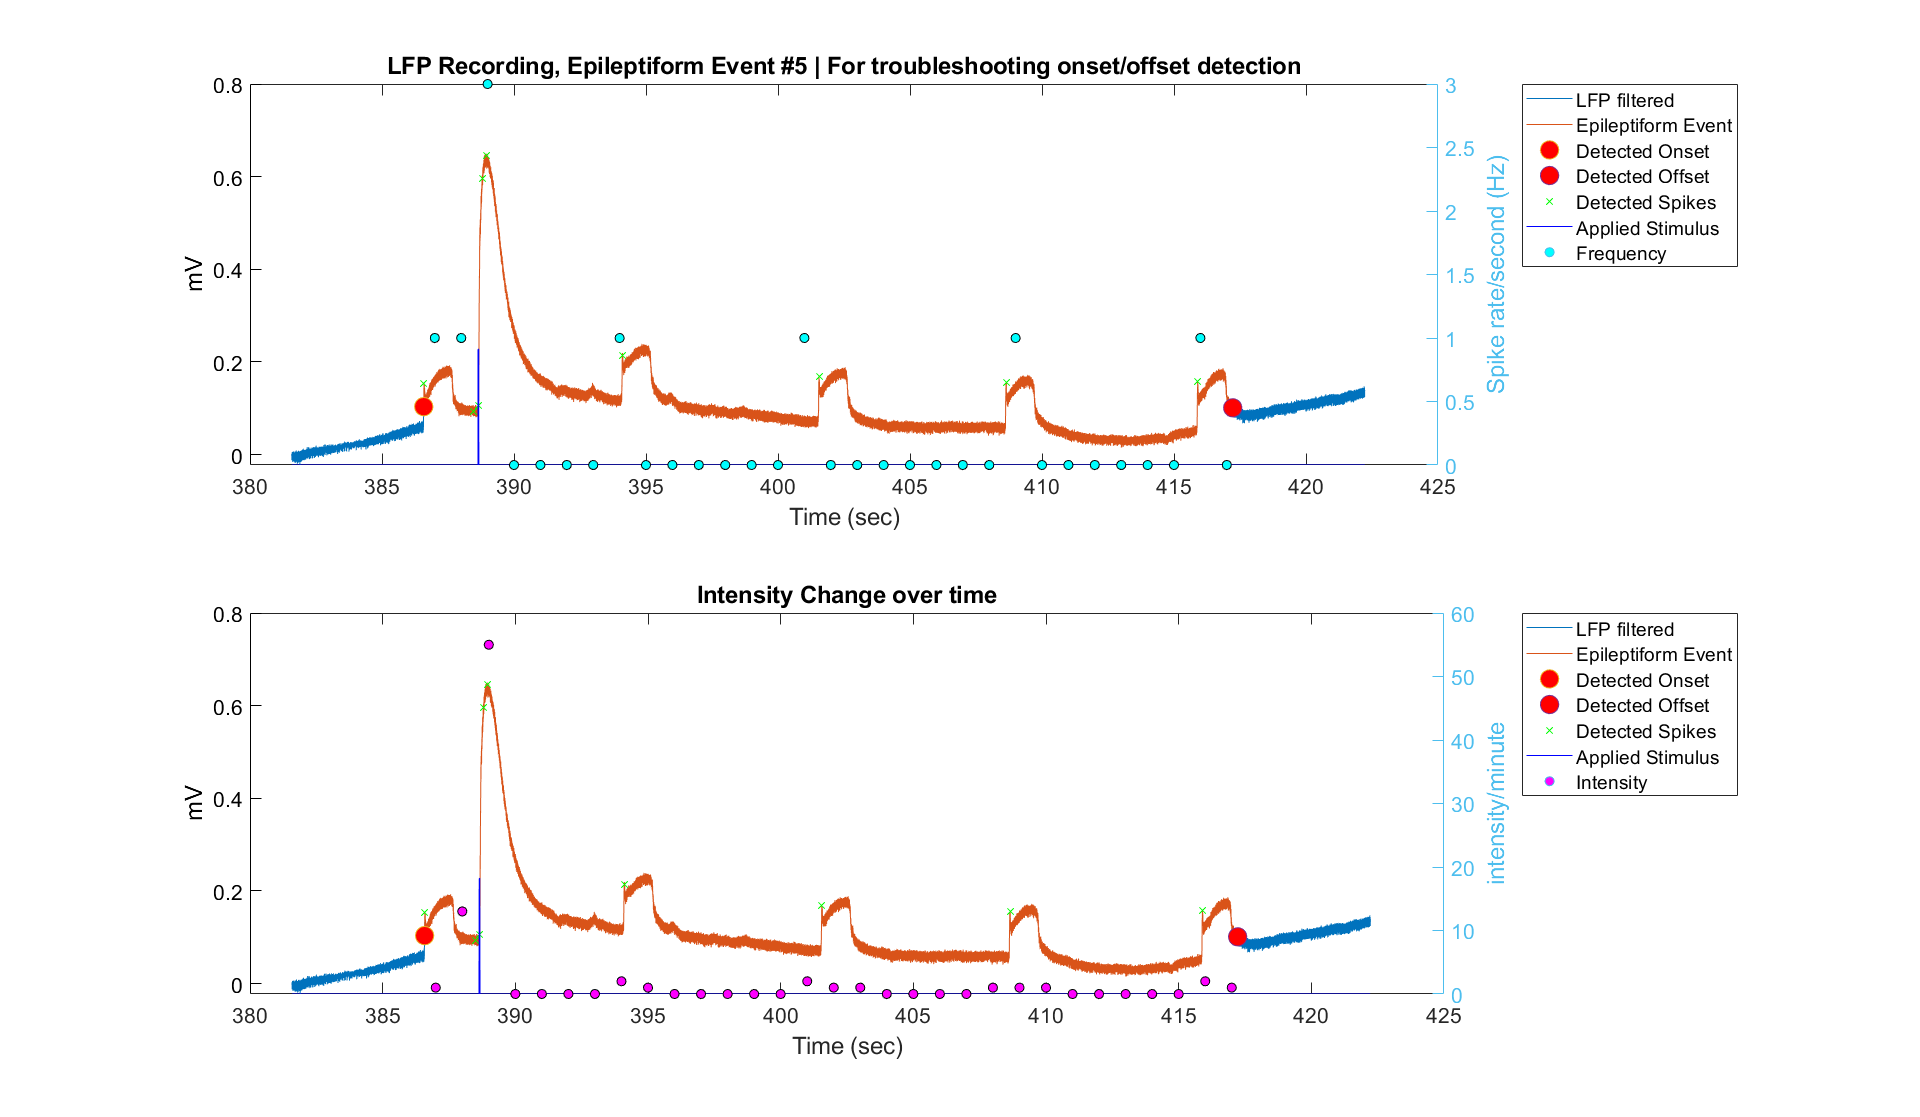 LFP Recording, Epileptiform Event #5 | For troubleshooting onset/offset detection
0.8
0.6
0.4
0.2
0
mV
3
2.5
2
1.5
1
0.5
0
Spike rate/second (Hz)
380 385 390 395 400 405 410 415 420 425
Time (sec)
LFP filtered
Epileptiform Event
Detected Onset
Detected Offset
Detected Spikes
Applied Stimulus
Frequency
Intensity Change over time
0.8
0.6
0.4
0.2
0
mV
60
50
40
30
20
10
0
intensity/minute
380 385 390 395 400 405 410 415 420 425
Time (sec)
LFP filtered
Epileptiform Event
Detected Onset
Detected Offset
Detected Spikes
Applied Stimulus
Intensity